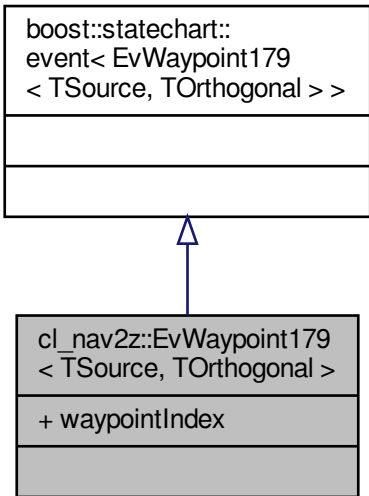 boost::statechart::
event< EvWaypoint179
< TSource, TOrthogonal > >
cl_nav2z::EvWaypoint179
< TSource, TOrthogonal >
+ waypointIndex